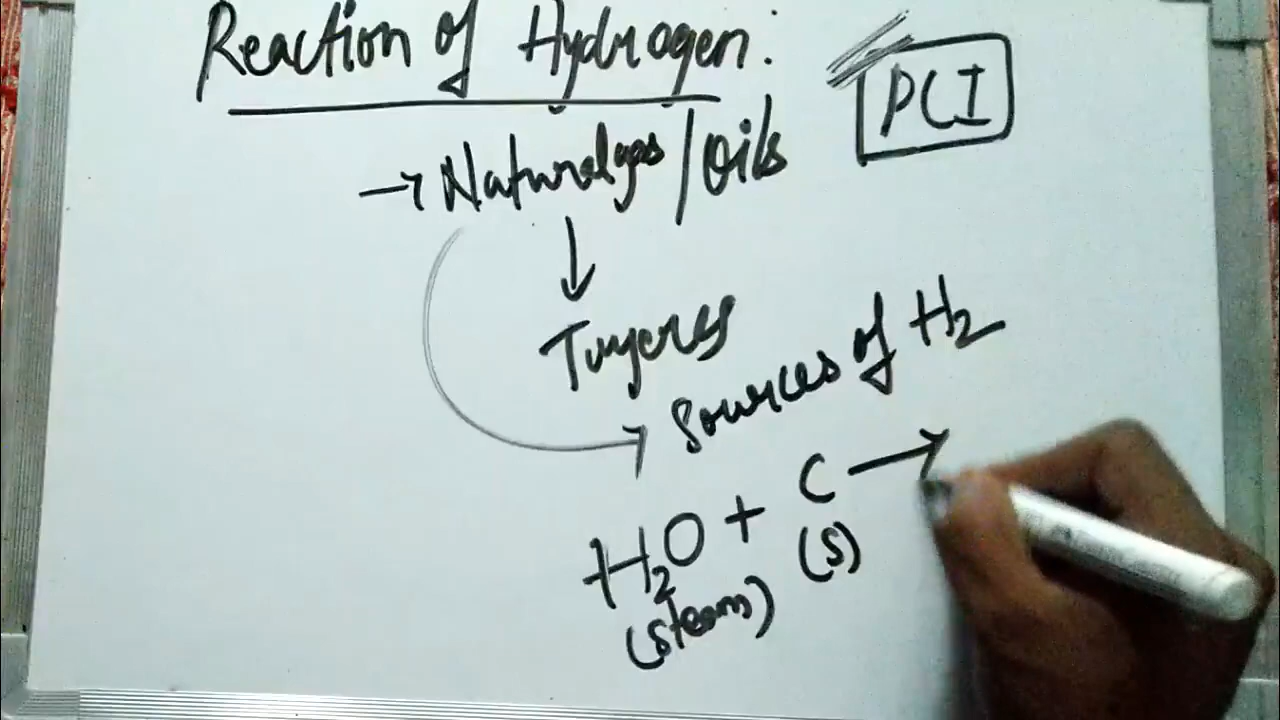 Reaction of Hydrogen:
PCI
→ Naturalgas/Oils
↓
Tuyeres
Sources of H₂
H₂O + C →
(steam) (S)